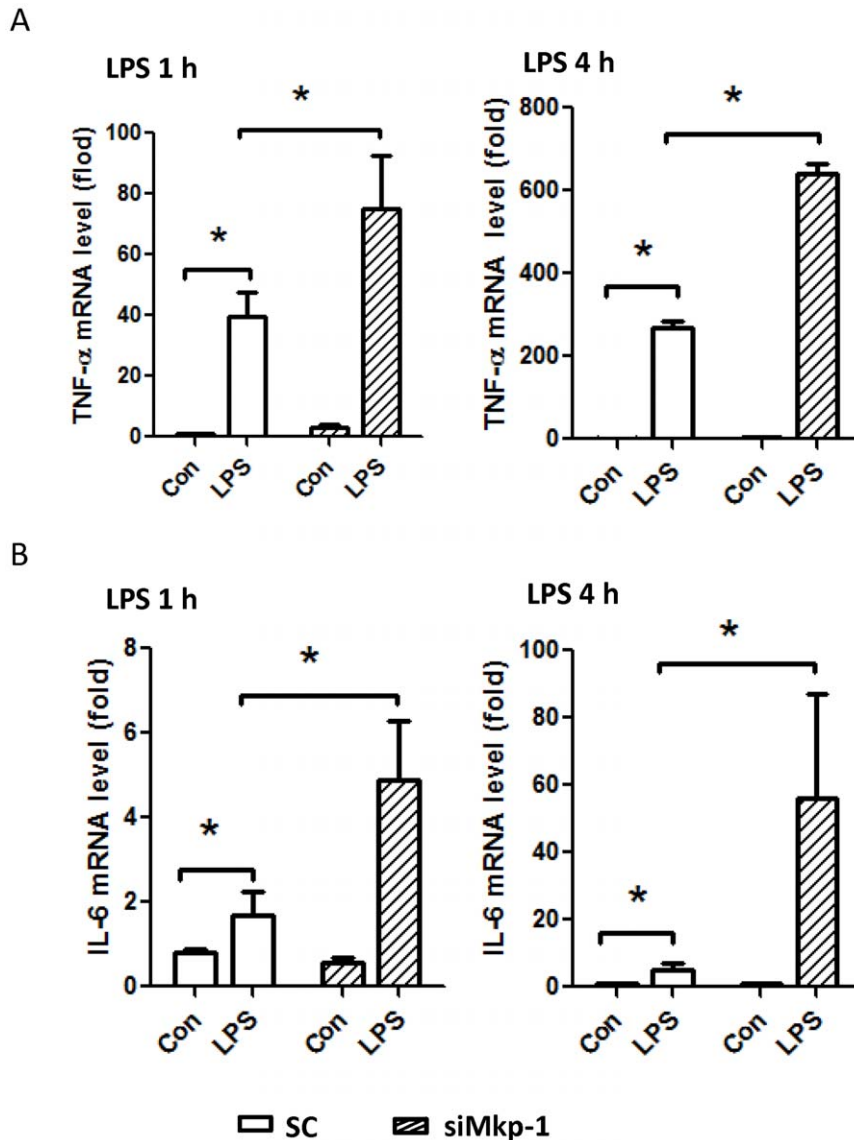 A
LPS 1 h
TNF-α mRNA level (flod)
100
80
60
40
20
0
*
*
Con
LPS
Con
LPS
LPS 4 h
TNF-α mRNA level (fold)
800
600
400
200
0
*
*
Con
LPS
Con
LPS
B
LPS 1 h
IL-6 mRNA level (fold)
8
6
4
2
0
*
*
Con
LPS
Con
LPS
LPS 4 h
IL-6 mRNA level (fold)
100
80
60
40
20
0
*
*
Con
LPS
Con
LPS
SC
siMkp-1